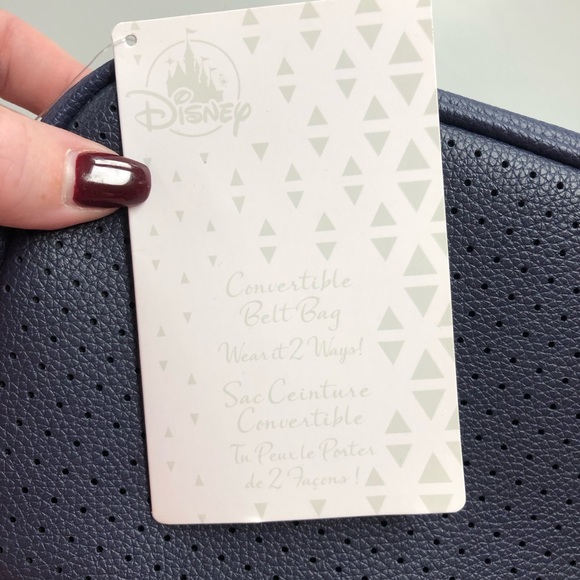 Disney
Convertible
Belt Bag
Wear it 2 Ways!
Sac Ceinture
Convertible
Tu Peux le Porter
de 2 Façons !